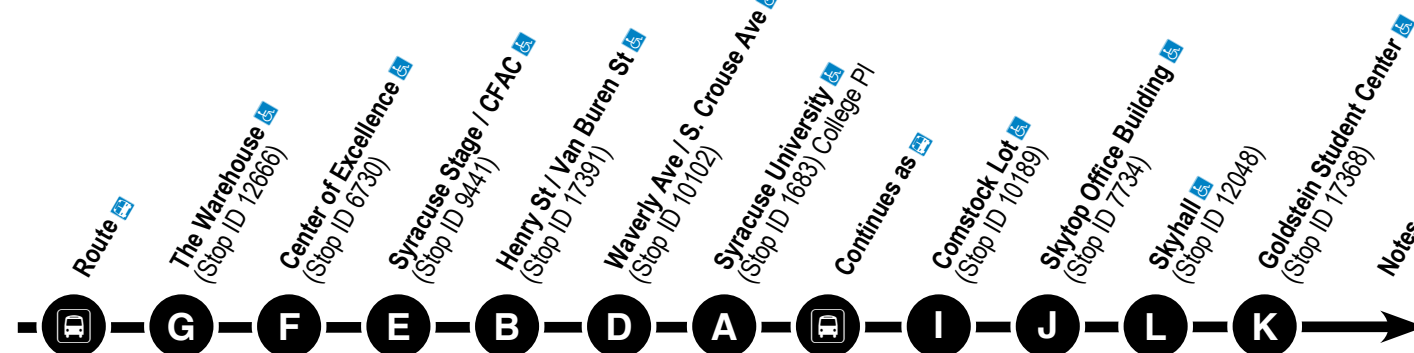 Route
The Warehouse
(Stop ID 12666)
Center of Excellence
(Stop ID 6730)
Syracuse Stage / CFAC
(Stop ID 9441)
Henry St / Van Buren St
(Stop ID 17391)
Waverly Ave / S. Crouse Ave
(Stop ID 10102)
Syracuse University
(Stop ID 1683) College Pl
Continues as
Comstock Lot
(Stop ID 10189)
Skytop Office Building
(Stop ID 7734)
Skyhall
(Stop ID 12048)
Goldstein Student Center
(Stop ID 17368)
Notes
G F E B D A I J L K